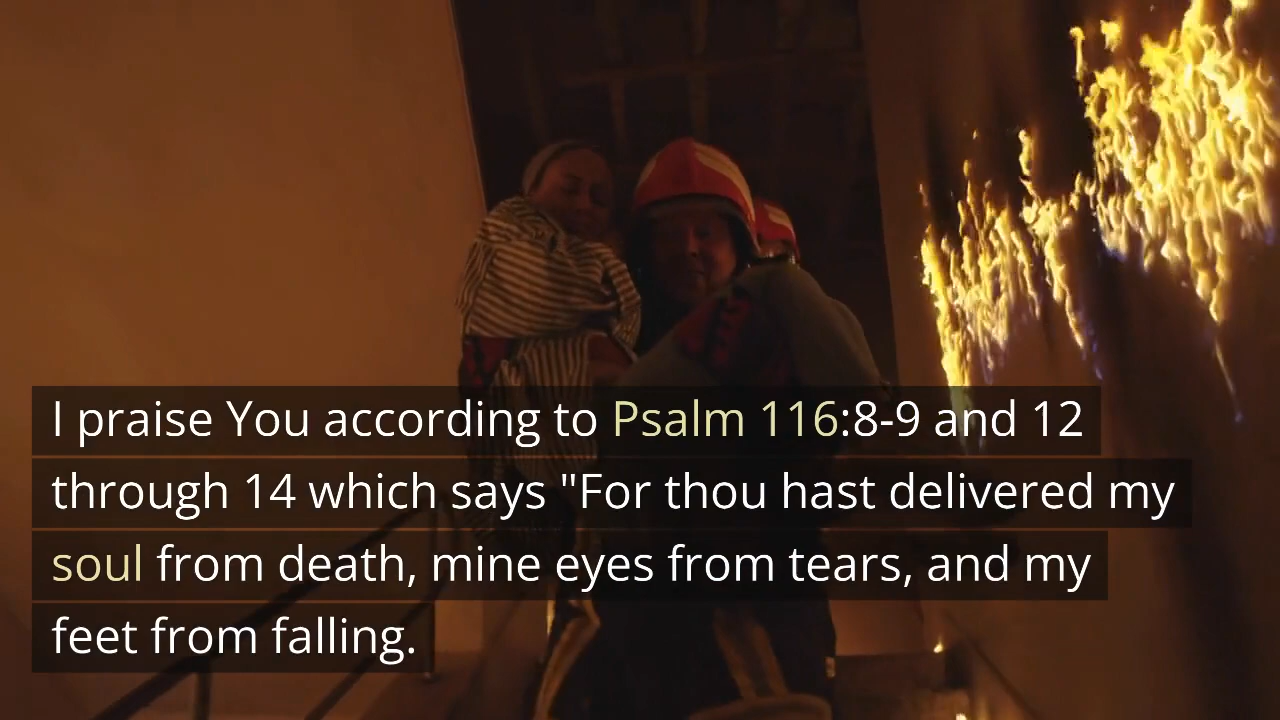 I praise You according to Psalm 116:8-9 and 12
through 14 which says "For thou hast delivered my
soul from death, mine eyes from tears, and my
feet from falling.